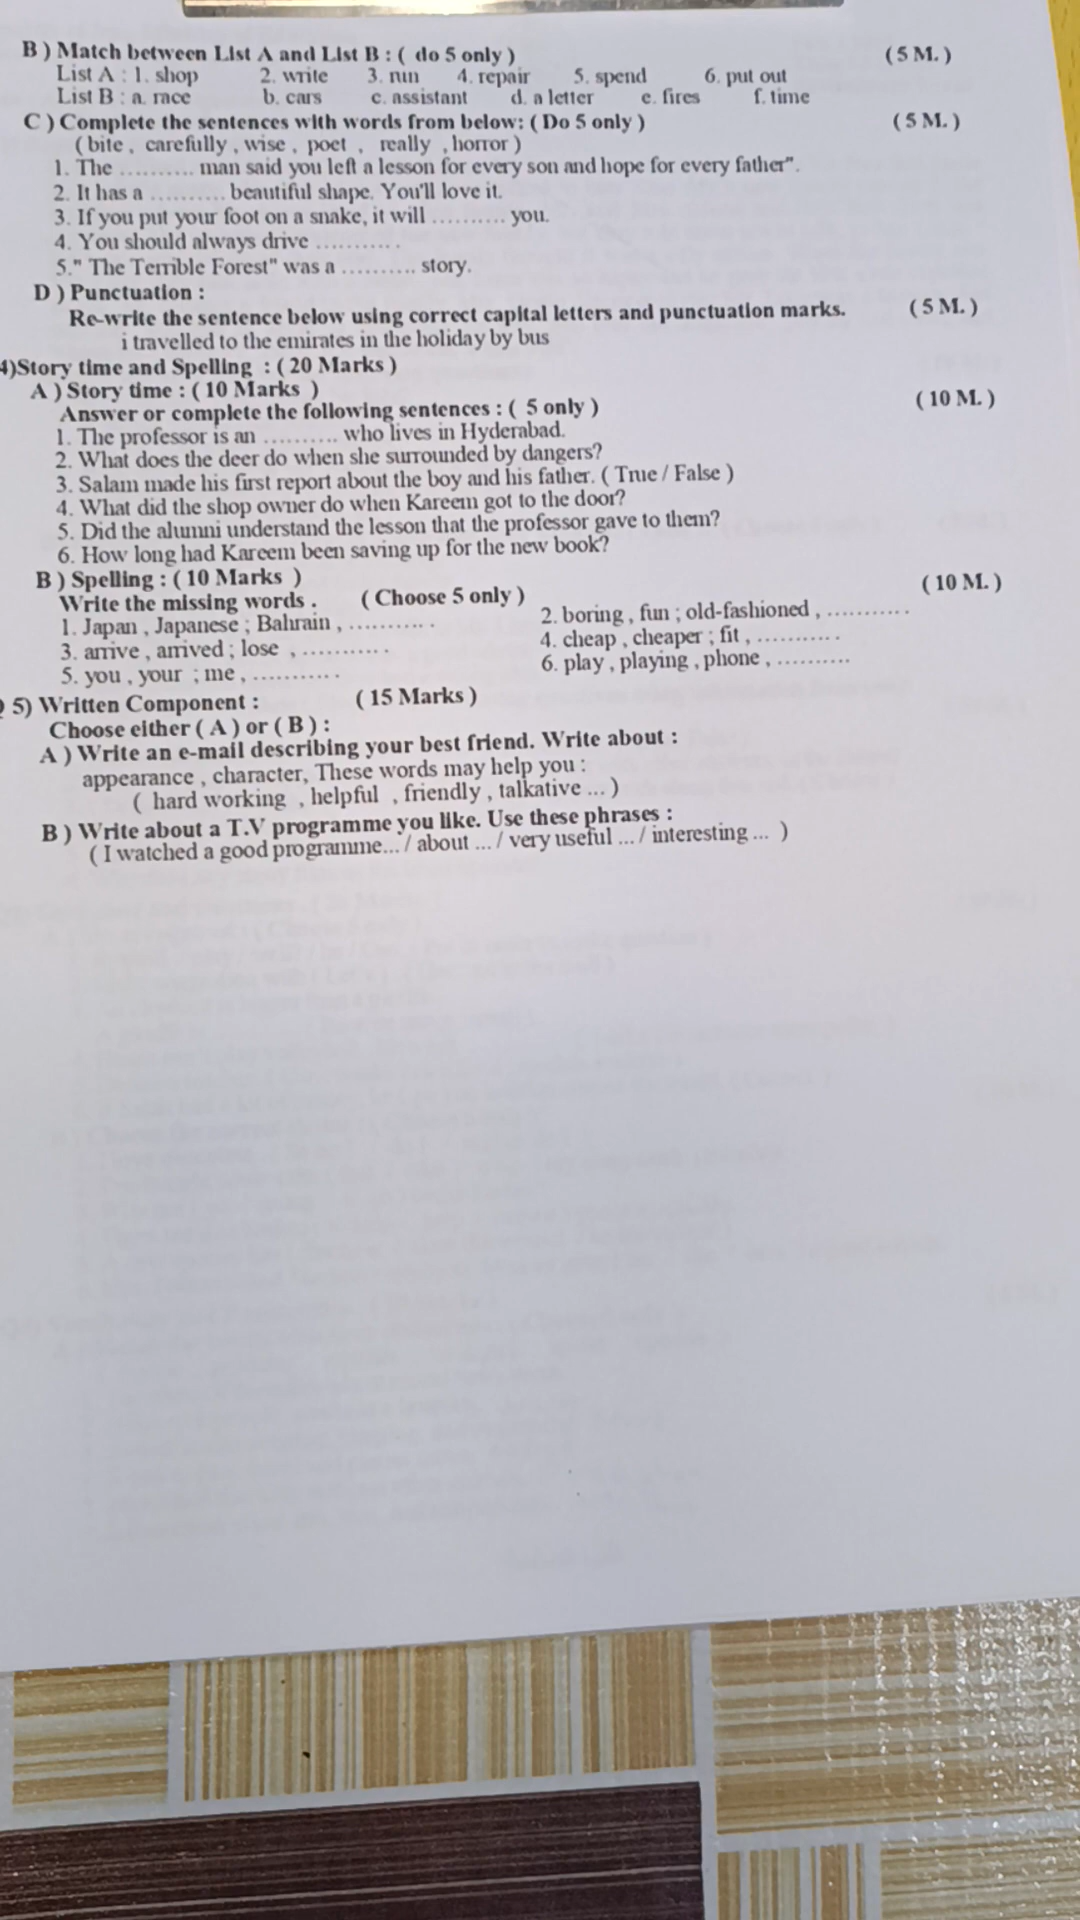 B ) Match between List A and List B : ( do 5 only ) ( 5 M. )
List A : 1. shop 2. write 3. run 4. repair 5. spend 6. put out
List B : a. race b. cars c. assistant d. a letter e. fires f. time
C ) Complete the sentences with words from below: ( Do 5 only ) ( 5 M. )
( bite , carefully , wise , poet , really , horror )
1. The .......... man said you left a lesson for every son and hope for every father".
2. It has a .......... beautiful shape. You'll love it.
3. If you put your foot on a snake, it will .......... you.
4. You should always drive ........... .
5." The Terrible Forest" was a .......... story.
D ) Punctuation :
Re-write the sentence below using correct capital letters and punctuation marks. ( 5 M. )
i travelled to the emirates in the holiday by bus
4)Story time and Spelling : ( 20 Marks )
A ) Story time : ( 10 Marks )
Answer or complete the following sentences : ( 5 only ) ( 10 M. )
1. The professor is an .......... who lives in Hyderabad.
2. What does the deer do when she surrounded by dangers?
3. Salam made his first report about the boy and his father. ( True / False )
4. What did the shop owner do when Kareem got to the door?
5. Did the alumni understand the lesson that the professor gave to them?
6. How long had Kareem been saving up for the new book?
B ) Spelling : ( 10 Marks ) ( 10 M. )
Write the missing words . ( Choose 5 only )
1. Japan , Japanese ; Bahrain , .......... . 2. boring , fun ; old-fashioned , ........... .
3. arrive , arrived ; lose , ........... . 4. cheap , cheaper ; fit , ........... .
5. you , your ; me , ........... . 6. play , playing , phone , ..........
5) Written Component : ( 15 Marks )
Choose either ( A ) or ( B ) :
A ) Write an e-mail describing your best friend. Write about :
appearance , character, These words may help you :
( hard working , helpful , friendly , talkative ... )
B ) Write about a T.V programme you like. Use these phrases :
( I watched a good programme... / about ... / very useful ... / interesting ... )